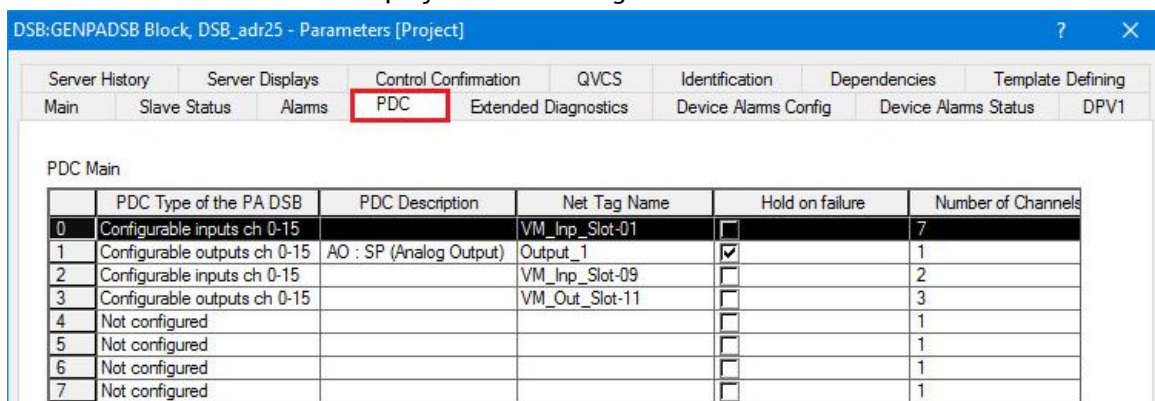 DSB:GENPADSB Block, DSB_adr25 - Parameters [Project] ? X
Server History Server Displays Control Confirmation QVCS Identification Dependencies Template Defining
Main Slave Status Alarms PDC Extended Diagnostics Device Alarms Config Device Alarms Status DPV1
PDC Main
PDC Type of the PA DSB PDC Description Net Tag Name Hold on failure Number of Channels
0 Configurable inputs ch 0-15 VM_Inp_Slot-01 7
1 Configurable outputs ch 0-15 AO : SP (Analog Output) Output_1 1
2 Configurable inputs ch 0-15 VM_Inp_Slot-09 2
3 Configurable outputs ch 0-15 VM_Out_Slot-11 3
4 Not configured 1
5 Not configured 1
6 Not configured 1
7 Not configured 1